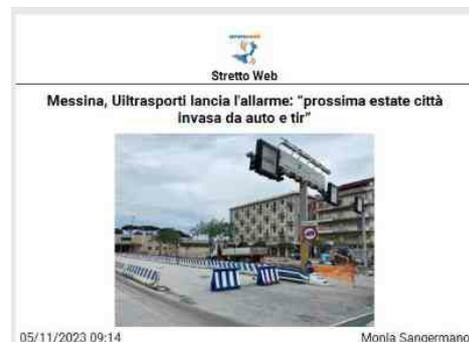 strettoweb
Stretto Web
Messina, Uiltrasporti lancia l'allarme: “prossima estate città
invasa da auto e tir”
05/11/2023 09:14
Monia Sangermano